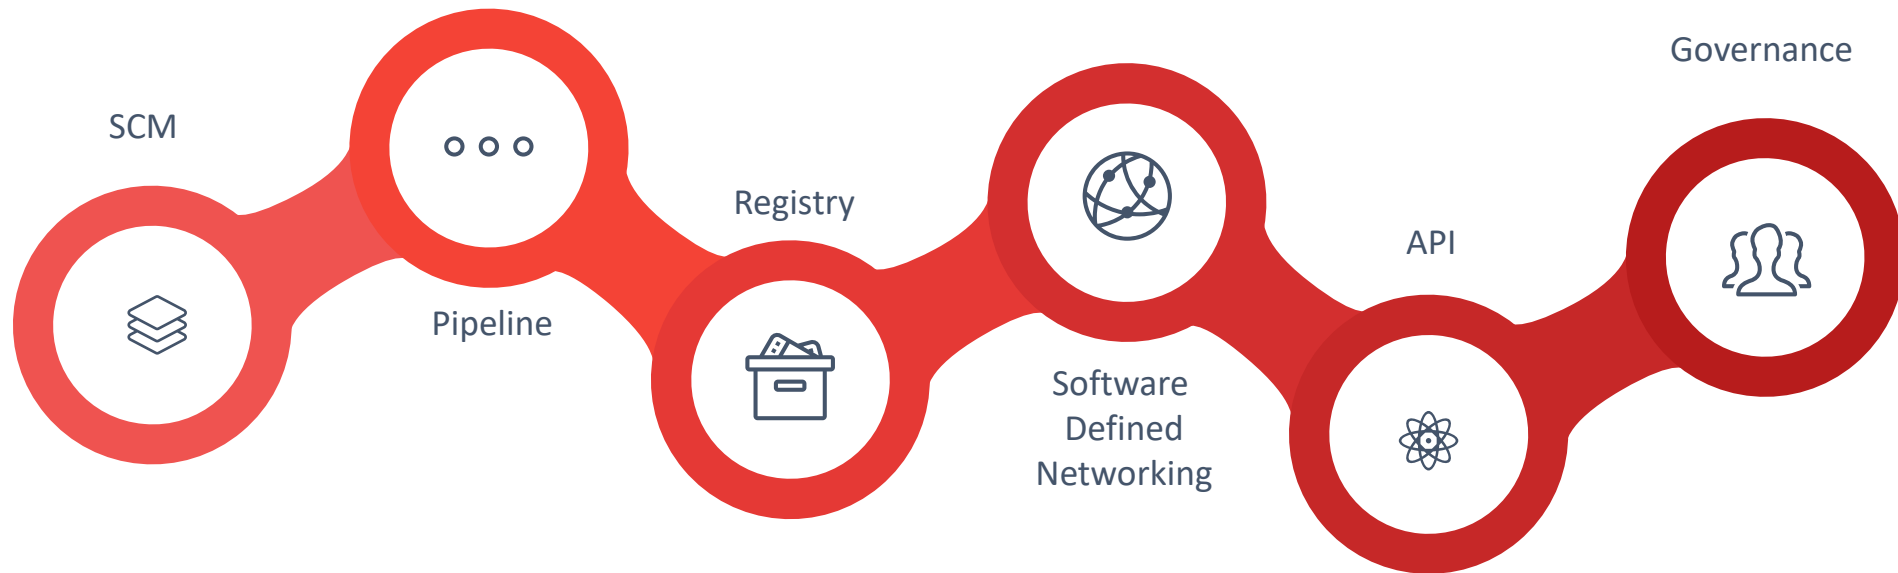 SCM
Pipeline
Registry
Software
Defined
Networking
API
Governance